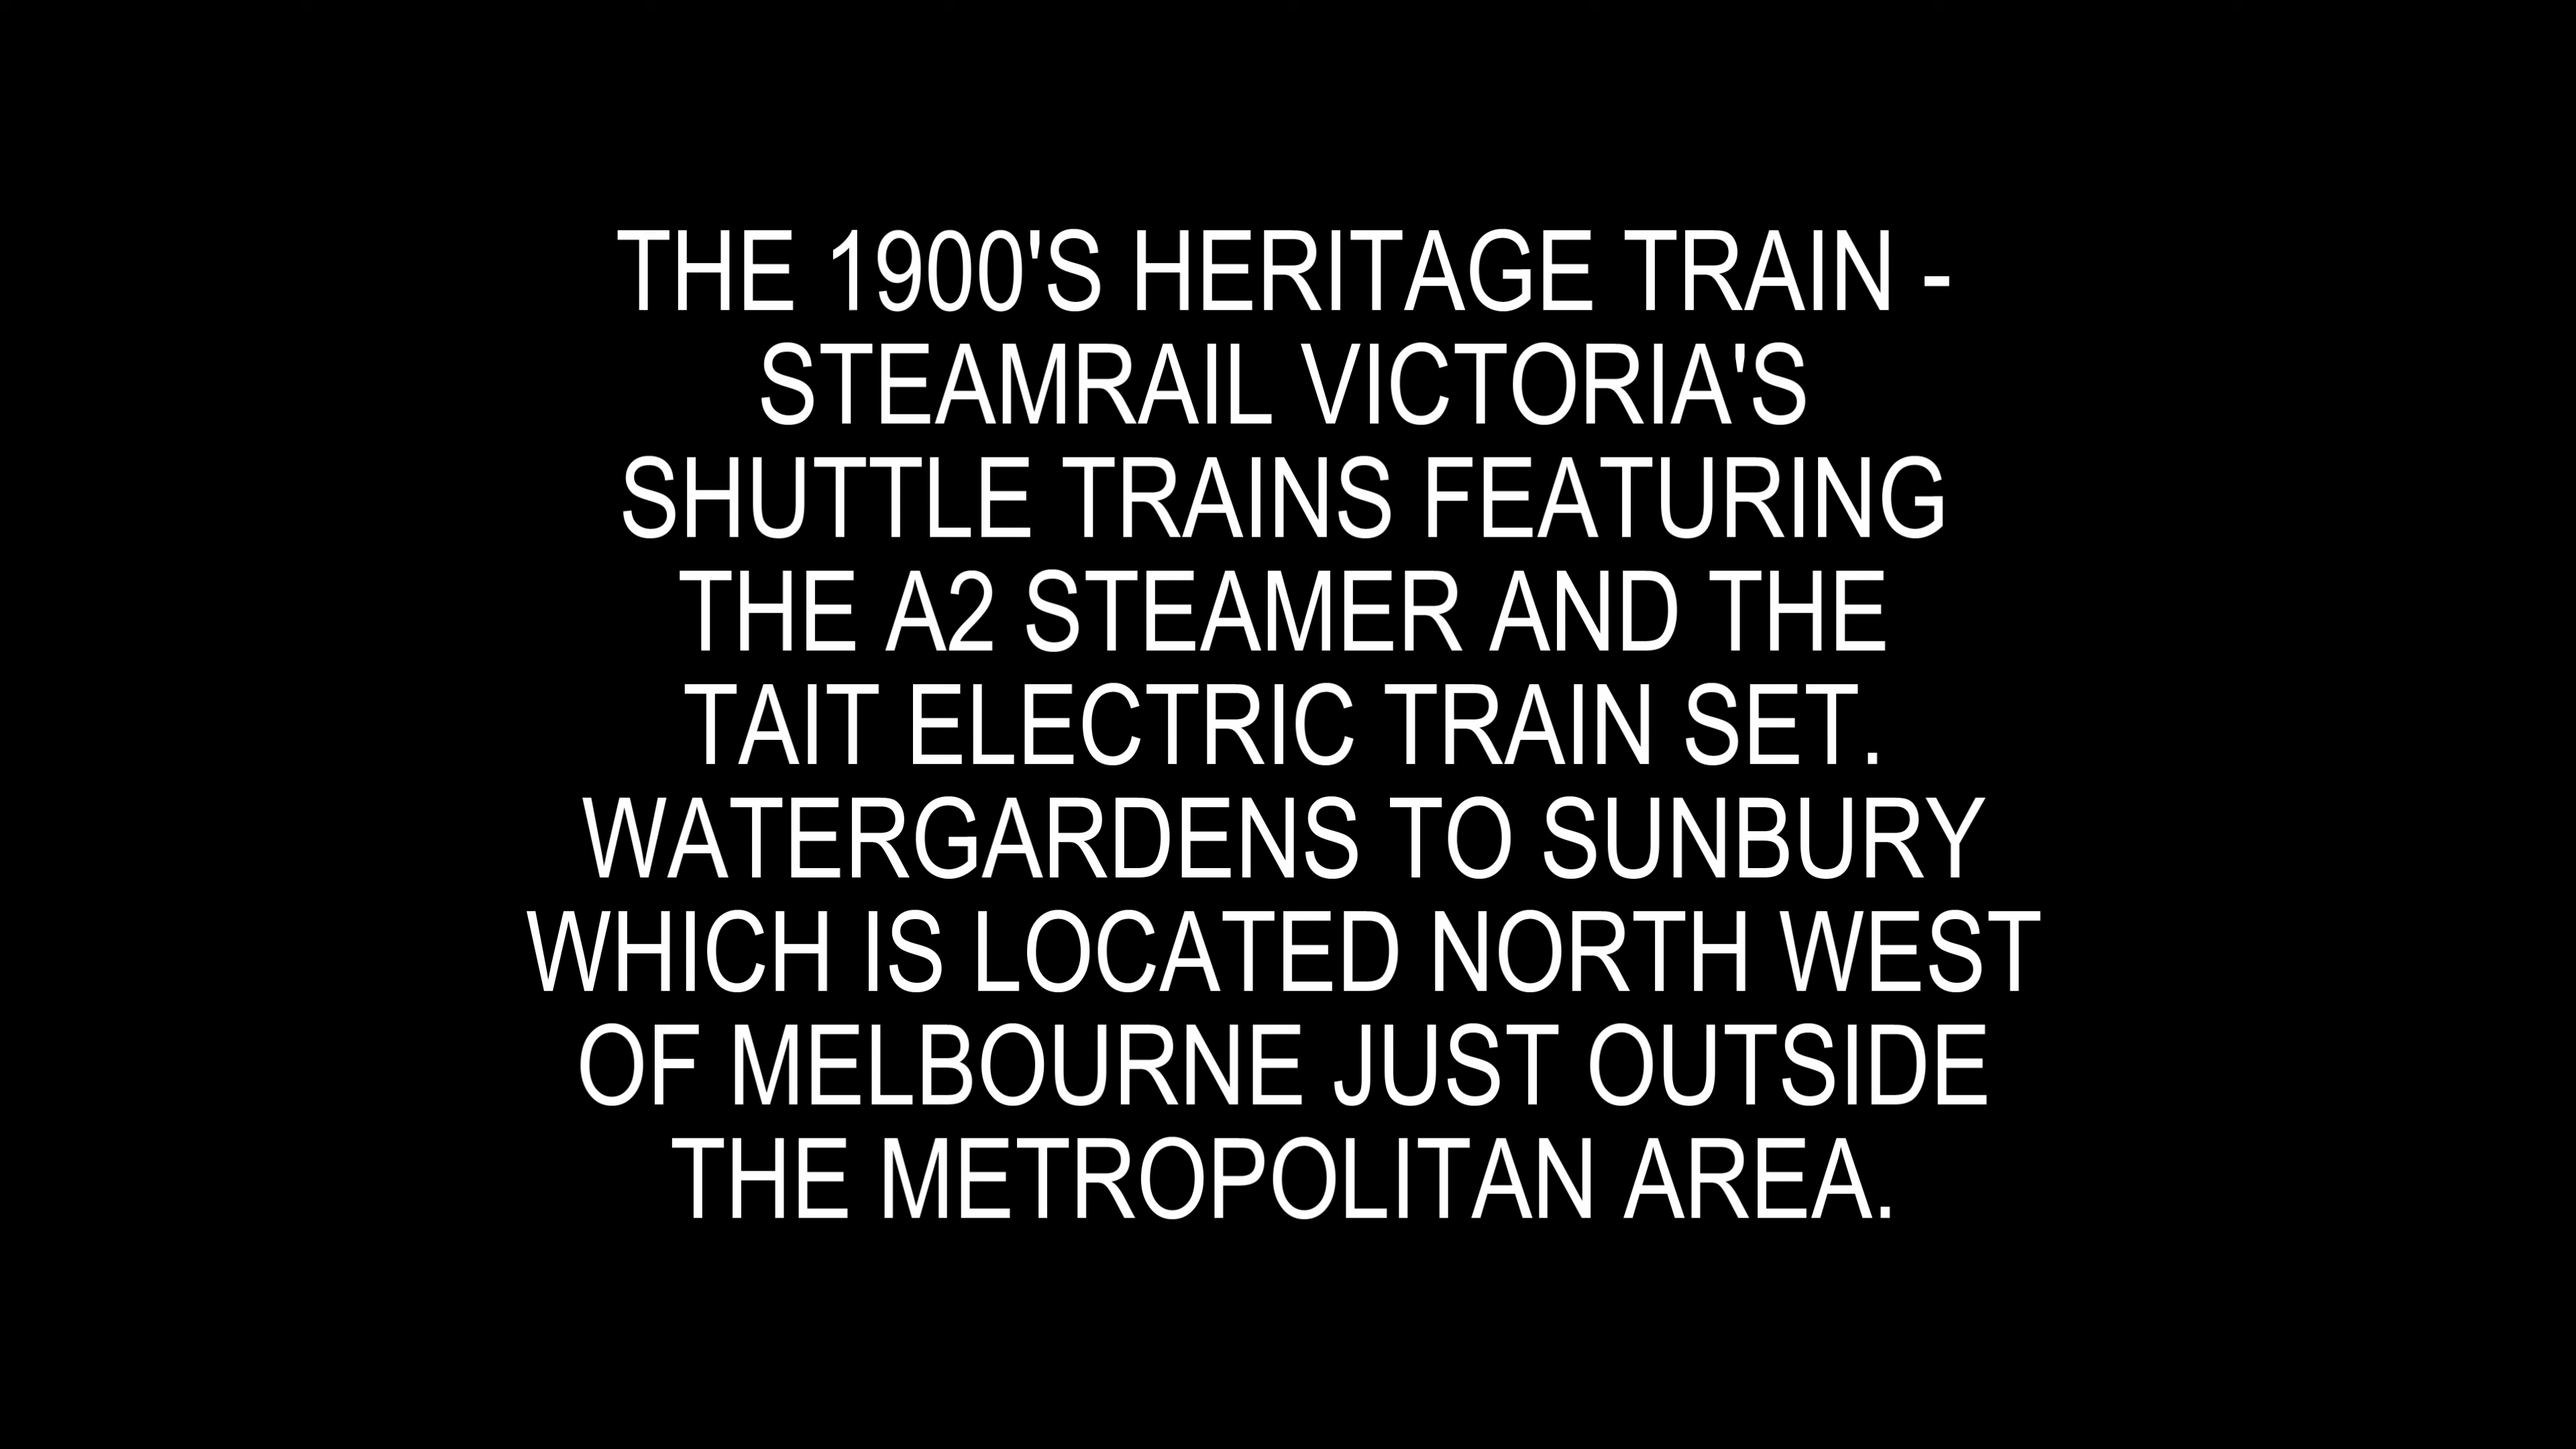 THE 1900'S HERITAGE TRAIN -
STEAMRAIL VICTORIA'S
SHUTTLE TRAINS FEATURING
THE A2 STEAMER AND THE
TAIT ELECTRIC TRAIN SET.
WATERGARDENS TO SUNBURY
WHICH IS LOCATED NORTH WEST
OF MELBOURNE JUST OUTSIDE
THE METROPOLITAN AREA.